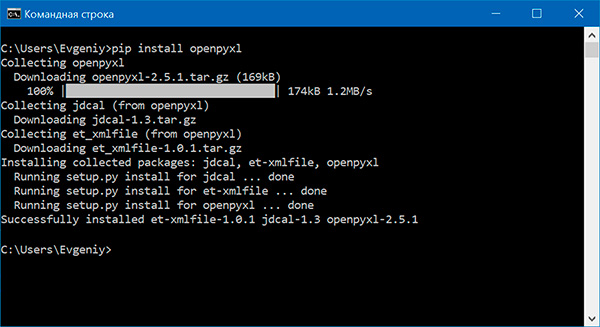 Командная строка
C:\Users\Evgeniy>pip install openpyxl
Collecting openpyxl
  Downloading openpyxl-2.5.1.tar.gz (169kB)
    100% |████████████████████████████████| 174kB 1.2MB/s
Collecting jdcal (from openpyxl)
  Downloading jdcal-1.3.tar.gz
Collecting et_xmlfile (from openpyxl)
  Downloading et_xmlfile-1.0.1.tar.gz
Installing collected packages: jdcal, et-xmlfile, openpyxl
  Running setup.py install for jdcal ... done
  Running setup.py install for et-xmlfile ... done
  Running setup.py install for openpyxl ... done
Successfully installed et-xmlfile-1.0.1 jdcal-1.3 openpyxl-2.5.1
C:\Users\Evgeniy>